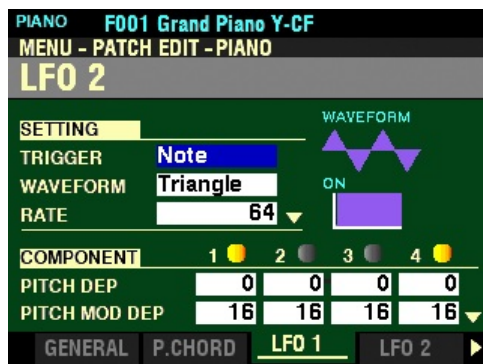 PIANO F001 Grand Piano Y-CF
MENU - PATCH EDIT - PIANO
LFO 2
SETTING
WAVEFORM
TRIGGER Note
WAVEFORM Triangle
ON
RATE 64
COMPONENT 1 2 3 4
PITCH DEP 0 0 0 0
PITCH MOD DEP 16 16 16 16
GENERAL P.CHORD LFO 1 LFO 2